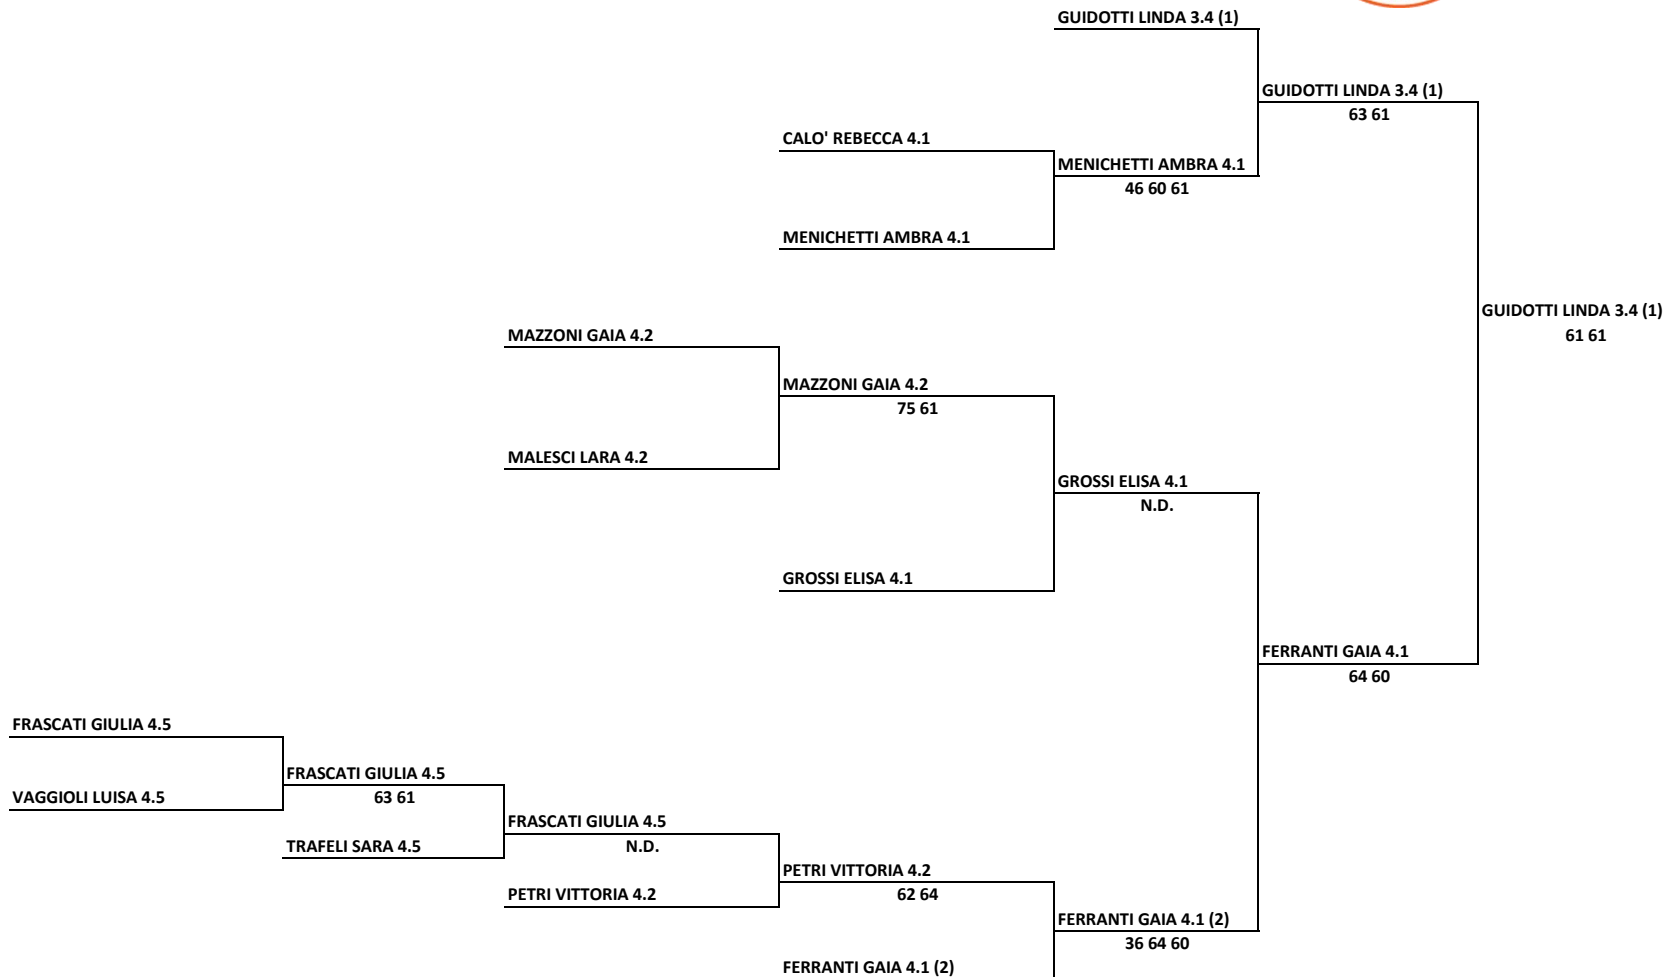 GUIDOTTI LINDA 3.4 (1)
GUIDOTTI LINDA 3.4 (1)
63 61
CALO' REBECCA 4.1
MENICHETTI AMBRA 4.1
46 60 61
MENICHETTI AMBRA 4.1
GUIDOTTI LINDA 3.4 (1)
61 61
MAZZONI GAIA 4.2
MAZZONI GAIA 4.2
75 61
MALESCI LARA 4.2
GROSSI ELISA 4.1
N.D.
GROSSI ELISA 4.1
FERRANTI GAIA 4.1
64 60
FRASCATI GIULIA 4.5
FRASCATI GIULIA 4.5
63 61
VAGGIOLI LUISA 4.5
FRASCATI GIULIA 4.5
N.D.
TRAFELI SARA 4.5
PETRI VITTORIA 4.2
62 64
PETRI VITTORIA 4.2
FERRANTI GAIA 4.1 (2)
36 64 60
FERRANTI GAIA 4.1 (2)